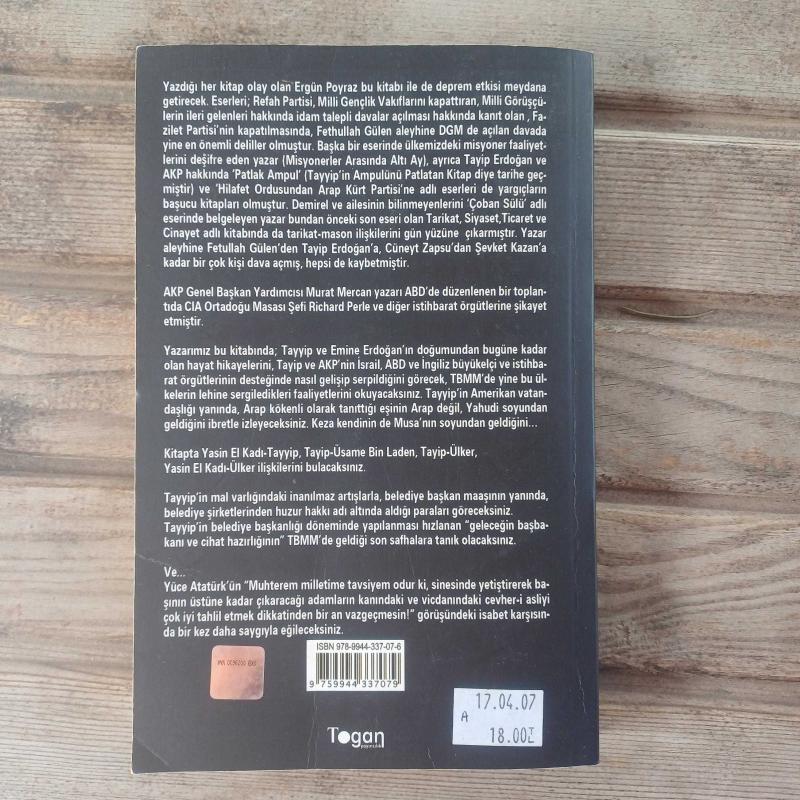 Yazdığı her kitap olay olan Ergün Poyraz bu kitabı ile de deprem etkisi meydana
getirecek. Eserleri; Refah Partisi, Milli Gençlik Vakıflarını kapattıran, Milli Görüşçü-
lerin ileri gelenleri hakkında idam talepli davalar açılması hakkında kanıt olan , Fa-
zilet Partisi'nin kapatılmasında, Fethullah Gülen aleyhine DGM de açılan davada
yine en önemli deliller olmuştur. Başka bir eserinde ülkemizdeki misyoner faaliyet-
lerini deşifre eden yazar (Misyonerler Arasında Altı Ay), ayrıca Tayip Erdoğan ve
AKP hakkında 'Patlak Ampul' (Tayyip'in Ampulünü Patlatan Kitap diye tarihe geç-
miştir) ve 'Hilafet Ordusundan Arap Kürt Partisi'ne adlı eserleri de yargıçların
başucu kitapları olmuştur. Demirel ve ailesinin bilinmeyenlerini 'Çoban Sülü' adlı
eserinde belgeleyen yazar bundan önceki son eseri olan Tarikat, Siyaset,Ticaret ve
Cinayet adlı kitabında da tarikat-mason ilişkilerini gün yüzüne çıkarmıştır. Yazar
aleyhine Fetullah Gülen'den Tayip Erdoğan'a, Cüneyt Zapsu'dan Şevket Kazan'a
kadar bir çok kişi dava açmış, hepsi de kaybetmiştir.
AKP Genel Başkan Yardımcısı Murat Mercan yazarı ABD'de düzenlenen bir toplan-
tıda CIA Ortadoğu Masası Şefi Richard Perle ve diğer istihbarat örgütlerine şikayet
etmiştir.
Yazarımız bu kitabında; Tayyip ve Emine Erdoğan'ın doğumundan bugüne kadar
olan hayat hikayelerini, Tayip ve AKP'nin İsrail, ABD ve İngiliz büyükelçi ve istihba-
rat örgütlerinin desteğinde nasıl gelişip serpildiğini görecek, TBMM'de yine bu ül-
kelerin lehine sergiledikleri faaliyetlerini okuyacaksınız. Tayyip'in Amerikan vatan-
daşlığı yanında, Arap kökenli olarak tanıttığı eşinin Arap değil, Yahudi soyundan
geldiğini ibretle izleyeceksiniz. Keza kendinin de Musa'nın soyundan geldiğini...
Kitapta Yasin El Kadı-Tayyip, Tayip-Üsame Bin Laden, Tayip-Ülker,
Yasin El Kadı-Ülker ilişkilerini bulacaksınız.
Tayyip'in mal varlığındaki inanılmaz artışlarla, belediye başkan maaşının yanında,
belediye şirketlerinden huzur hakkı adı altında aldığı paraları göreceksiniz.
Tayyip'in belediye başkanlığı döneminde yapılanması hızlanan "geleceğin başba-
kanı ve cihat hazırlığının" TBMM'de geldiği son safhalara tanık olacaksınız.
Ve...
Yüce Atatürk'ün "Muhterem milletime tavsiyem odur ki, sinesinde yetiştirerek ba-
şının üstüne kadar çıkaracağı adamların kanındaki ve vicdanındaki cevher-i asliyi
çok iyi tahlil etmek dikkatinden bir an vazgeçmesin!" görüşündeki isabet karşısın-
da bir kez daha saygıyla eğileceksiniz.
ISBN 978-9944-337-07-6
9 759944 337079
Togan
yayıncılık
17.04.07
A
18.00